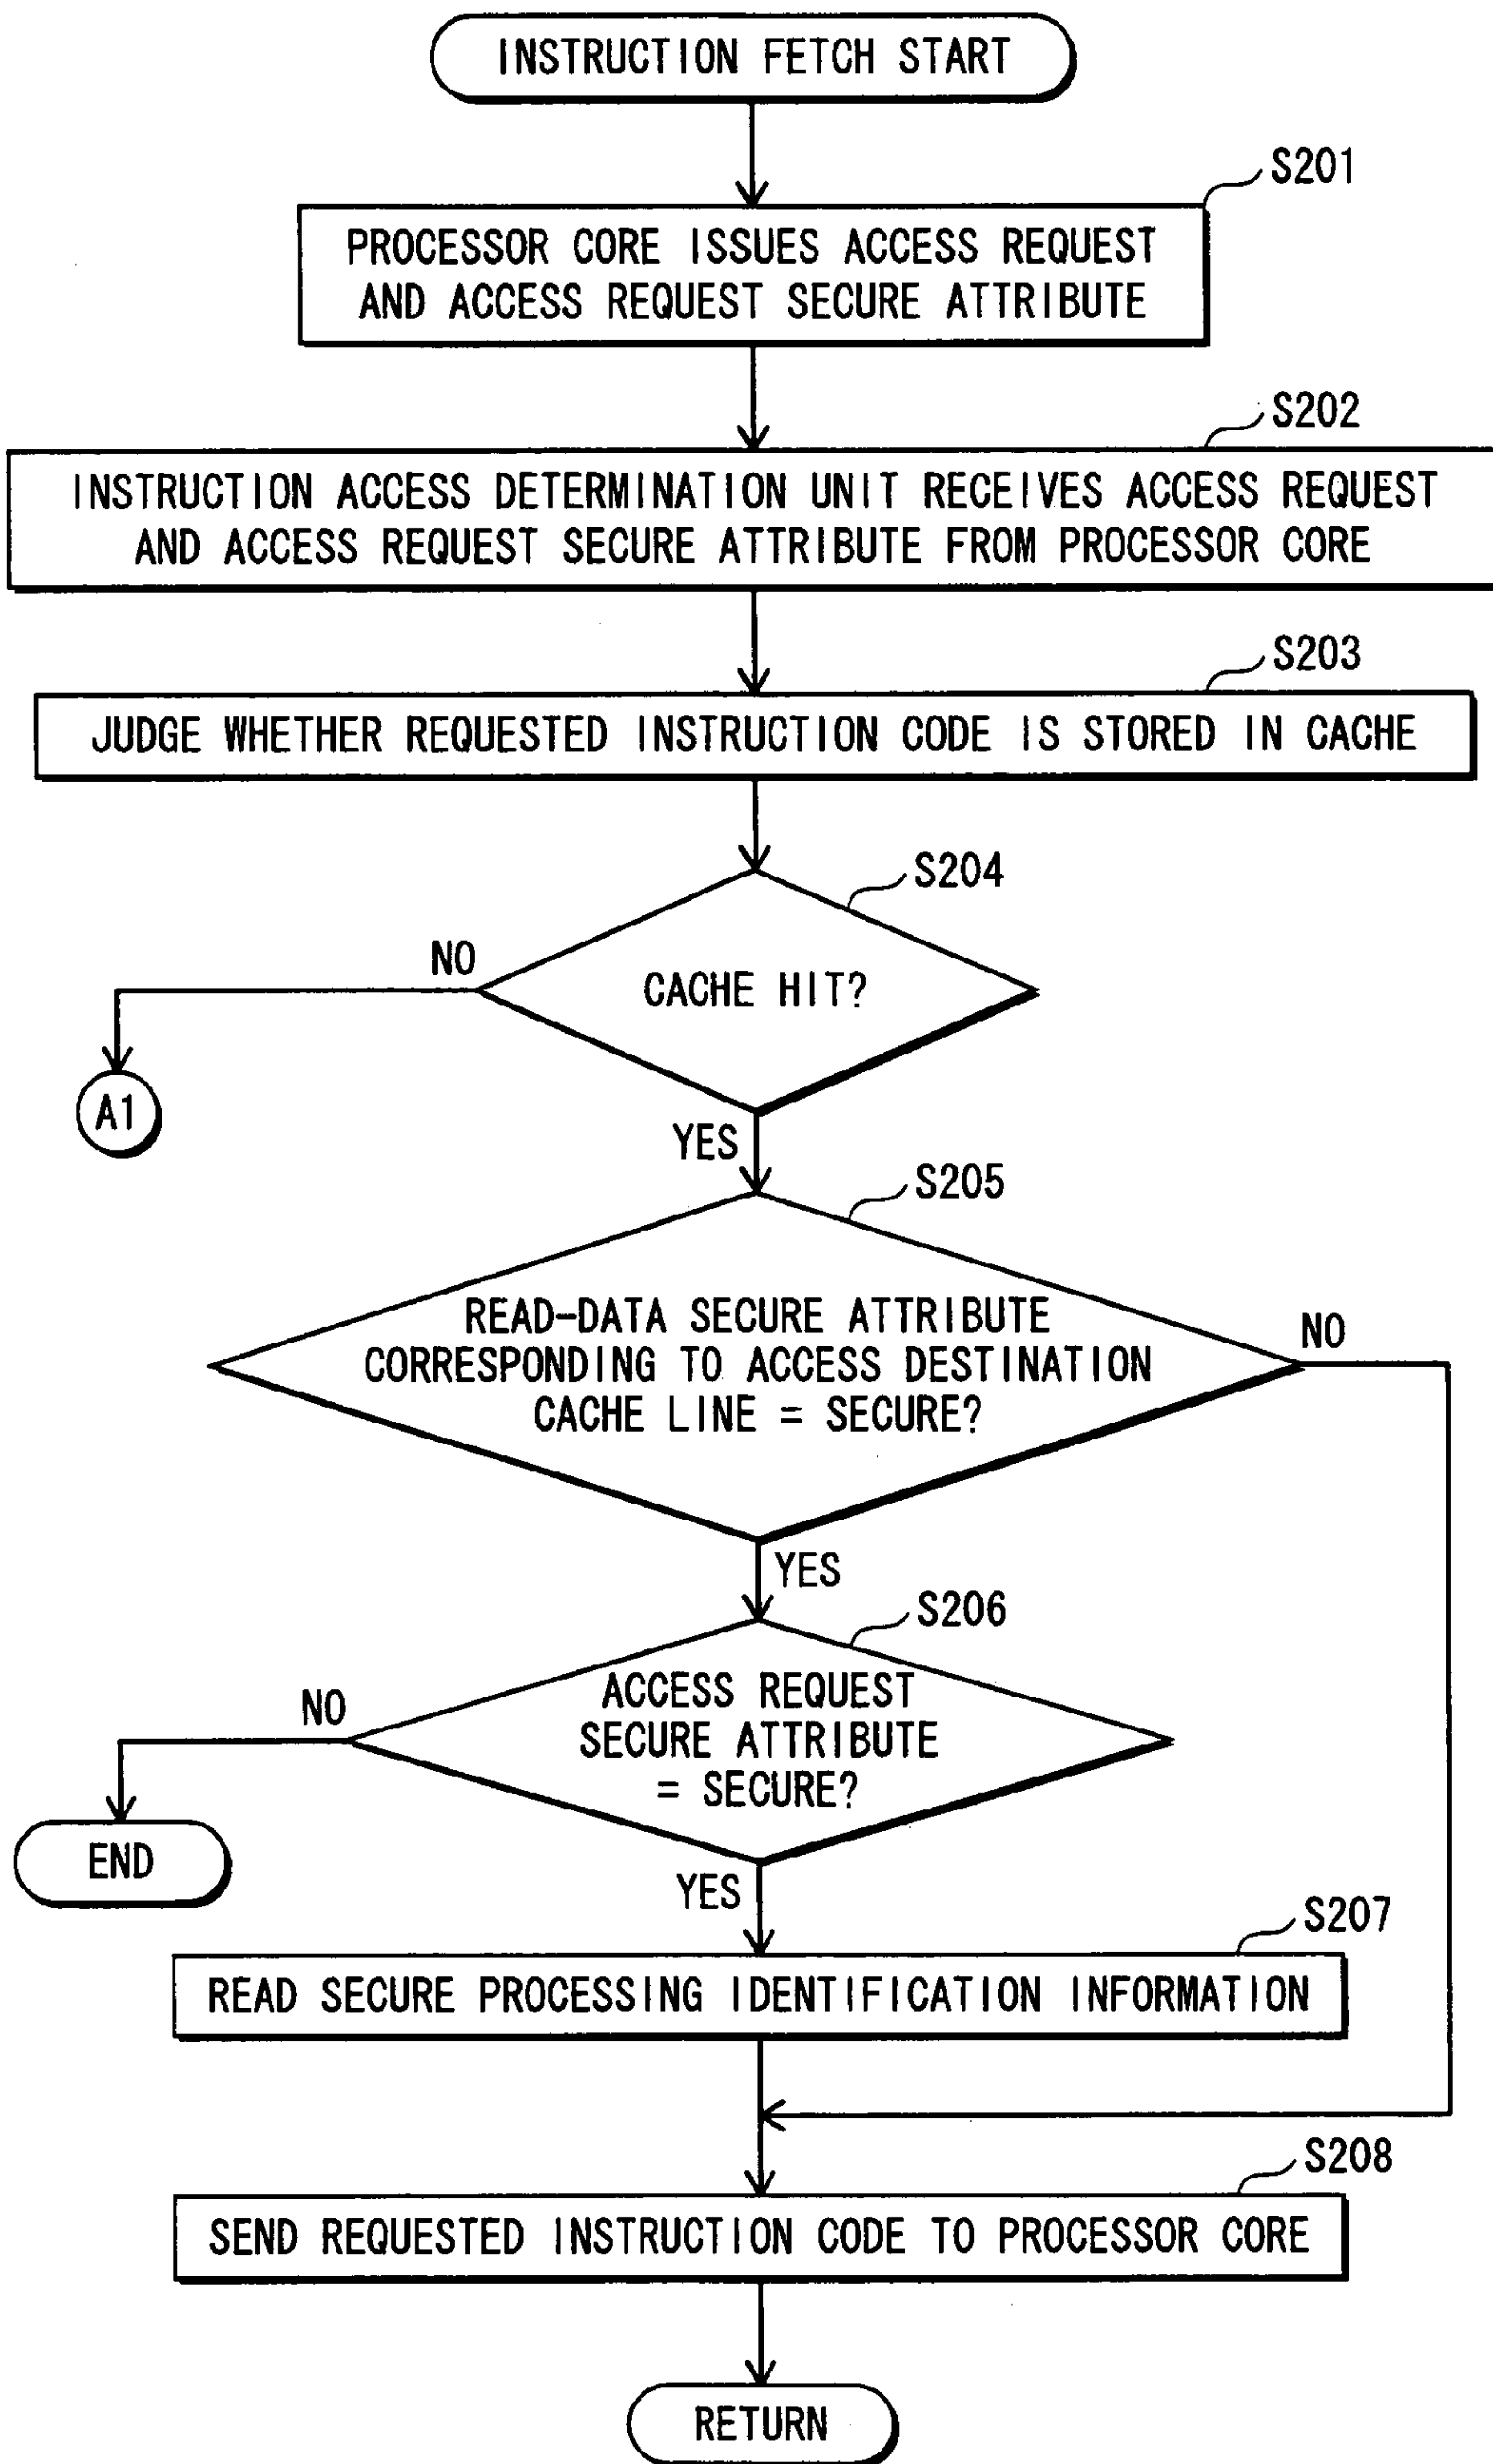 INSTRUCTION FETCH START
S201
PROCESSOR CORE ISSUES ACCESS REQUEST
AND ACCESS REQUEST SECURE ATTRIBUTE
S202
INSTRUCTION ACCESS DETERMINATION UNIT RECEIVES ACCESS REQUEST
AND ACCESS REQUEST SECURE ATTRIBUTE FROM PROCESSOR CORE
S203
JUDGE WHETHER REQUESTED INSTRUCTION CODE IS STORED IN CACHE
S204
NO
CACHE HIT?
A1
YES
S205
READ-DATA SECURE ATTRIBUTE
NO
CORRESPONDING TO ACCESS DESTINATION
CACHE LINE = SECURE?
YES
S206
ACCESS REQUEST
NO
SECURE ATTRIBUTE
= SECURE?
END
YES
S207
READ SECURE PROCESSING IDENTIFICATION INFORMATION
S208
SEND REQUESTED INSTRUCTION CODE TO PROCESSOR CORE
RETURN